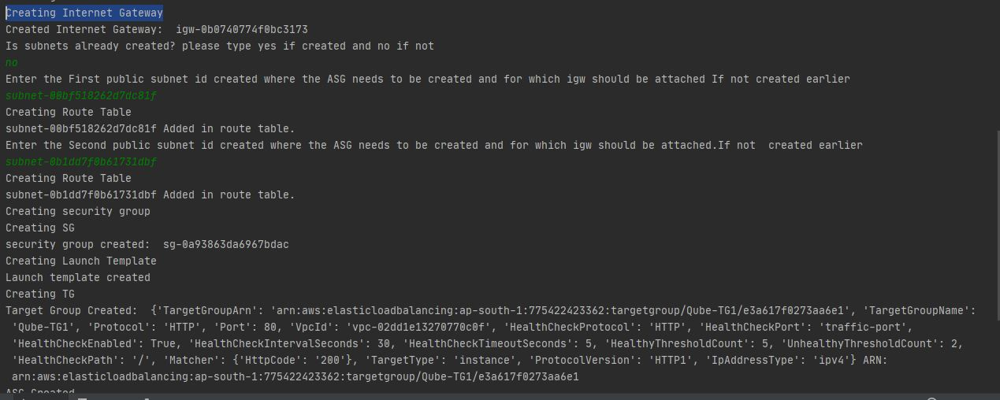 Creating Internet Gateway
Created Internet Gateway:  igw-0b0740774f0bc3173
Is subnets already created? please type yes if created and no if not
no
Enter the First public subnet id created where the ASG needs to be created and for which igw should be attached If not created earlier
subnet-00bf518262d7dc81f
Creating Route Table
subnet-00bf518262d7dc81f Added in route table.
Enter the Second public subnet id created where the ASG needs to be created and for which igw should be attached.If not  created earlier
subnet-0b1dd7f0b61731dbf
Creating Route Table
subnet-0b1dd7f0b61731dbf Added in route table.
Creating security group
Creating SG
security group created:  sg-0a93863da6967bdac
Creating Launch Template
Launch template created
Creating TG
Target Group Created:  {'TargetGroupArn': 'arn:aws:elasticloadbalancing:ap-south-1:775422423362:targetgroup/Qube-TG1/e3a617f0273aa6e1', 'TargetGroupName':
'Qube-TG1', 'Protocol': 'HTTP', 'Port': 80, 'VpcId': 'vpc-02dd1e13270770c0f', 'HealthCheckProtocol': 'HTTP', 'HealthCheckPort': 'traffic-port',
'HealthCheckEnabled': True, 'HealthCheckIntervalSeconds': 30, 'HealthCheckTimeoutSeconds': 5, 'HealthyThresholdCount': 5, 'UnhealthyThresholdCount': 2,
'HealthCheckPath': '/', 'Matcher': {'HttpCode': '200'}, 'TargetType': 'instance', 'ProtocolVersion': 'HTTP1', 'IpAddressType': 'ipv4'} ARN:
arn:aws:elasticloadbalancing:ap-south-1:775422423362:targetgroup/Qube-TG1/e3a617f0273aa6e1
ASG Created